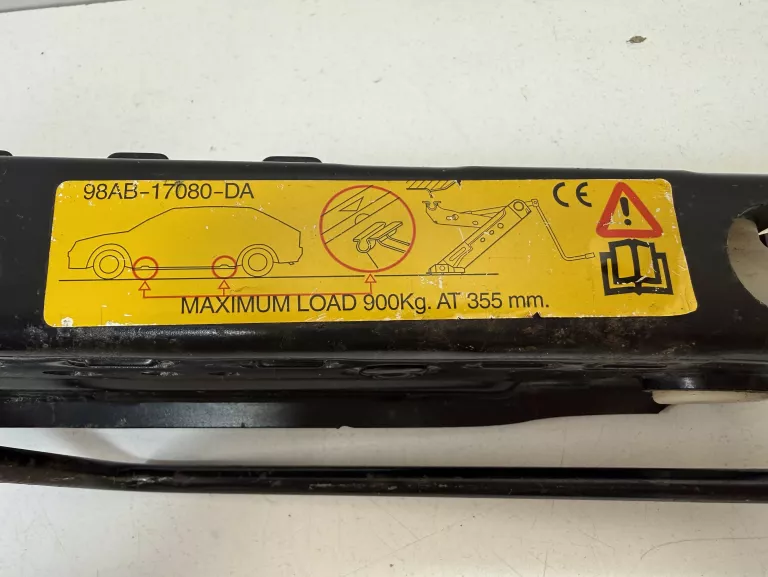 98AB-17080-DA
CE
MAXIMUM LOAD 900Kg. AT 355 mm.